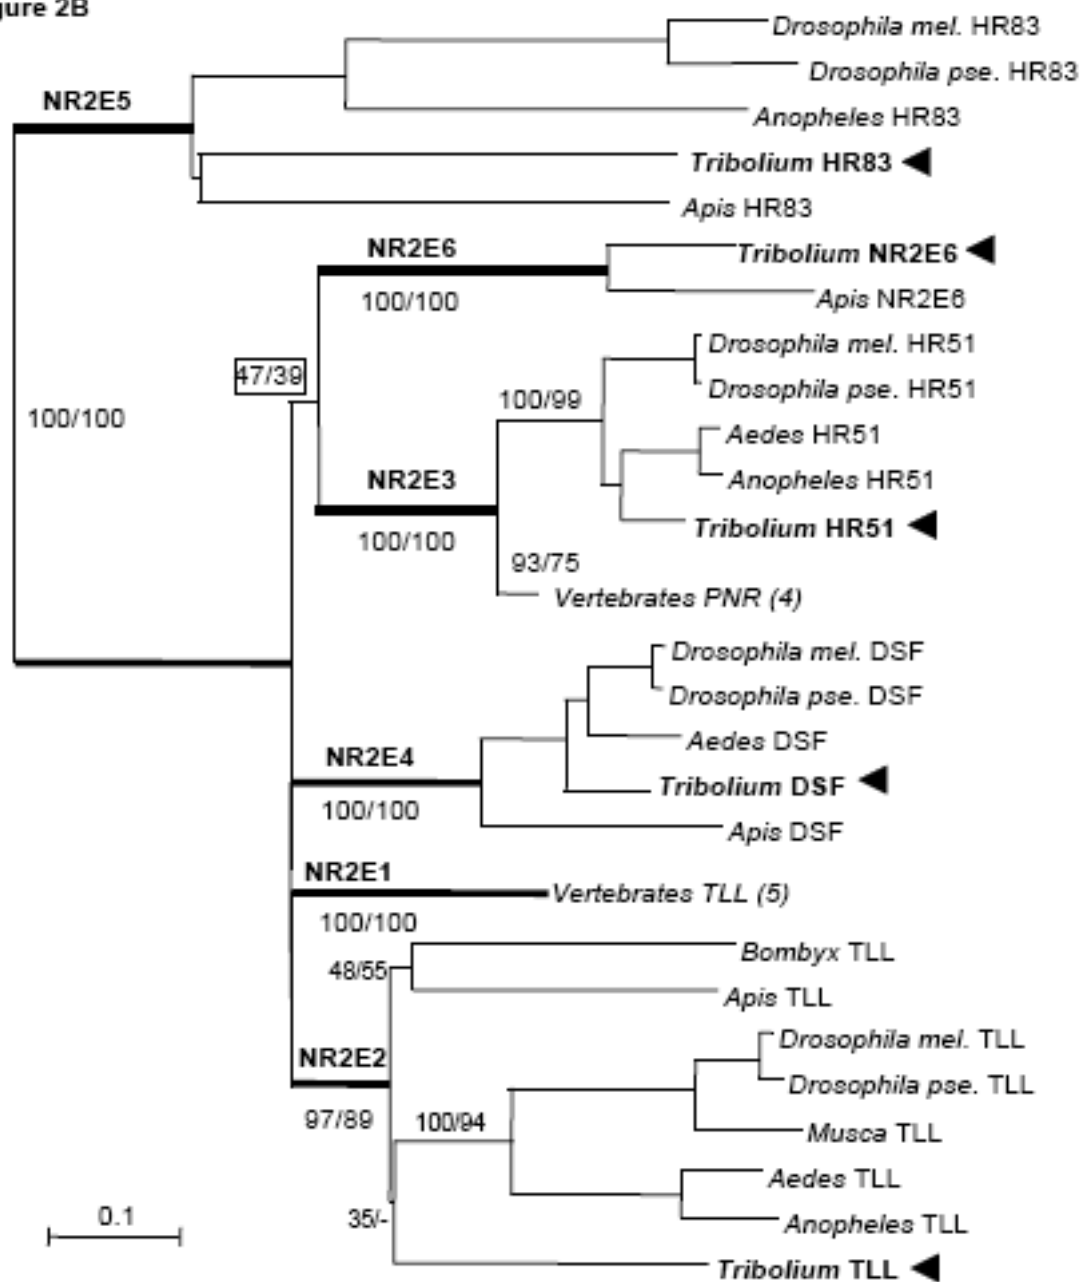 gure 2B
Drosophila mel. HR83
Drosophila pse. HR83
NR2E5
Anopheles HR83
Tribolium HR83
Apis HR83
NR2E6
Tribolium NR2E6
100/100
Apis NR2E6
Drosophila mel. HR51
47/39
Drosophila pse. HR51
100/99
100/100
Aedes HR51
NR2E3
Anopheles HR51
Tribolium HR51
100/100
93/75
Vertebrates PNR (4)
Drosophila mel. DSF
Drosophila pse. DSF
Aedes DSF
NR2E4
Tribolium DSF
100/100
Apis DSF
NR2E1
Vertebrates TLL (5)
100/100
Bombyx TLL
48/55
Apis TLL
Drosophila mel. TLL
NR2E2
Drosophila pse. TLL
97/89
100/94
Musca TLL
Aedes TLL
0.1
35/-
Anopheles TLL
Tribolium TLL